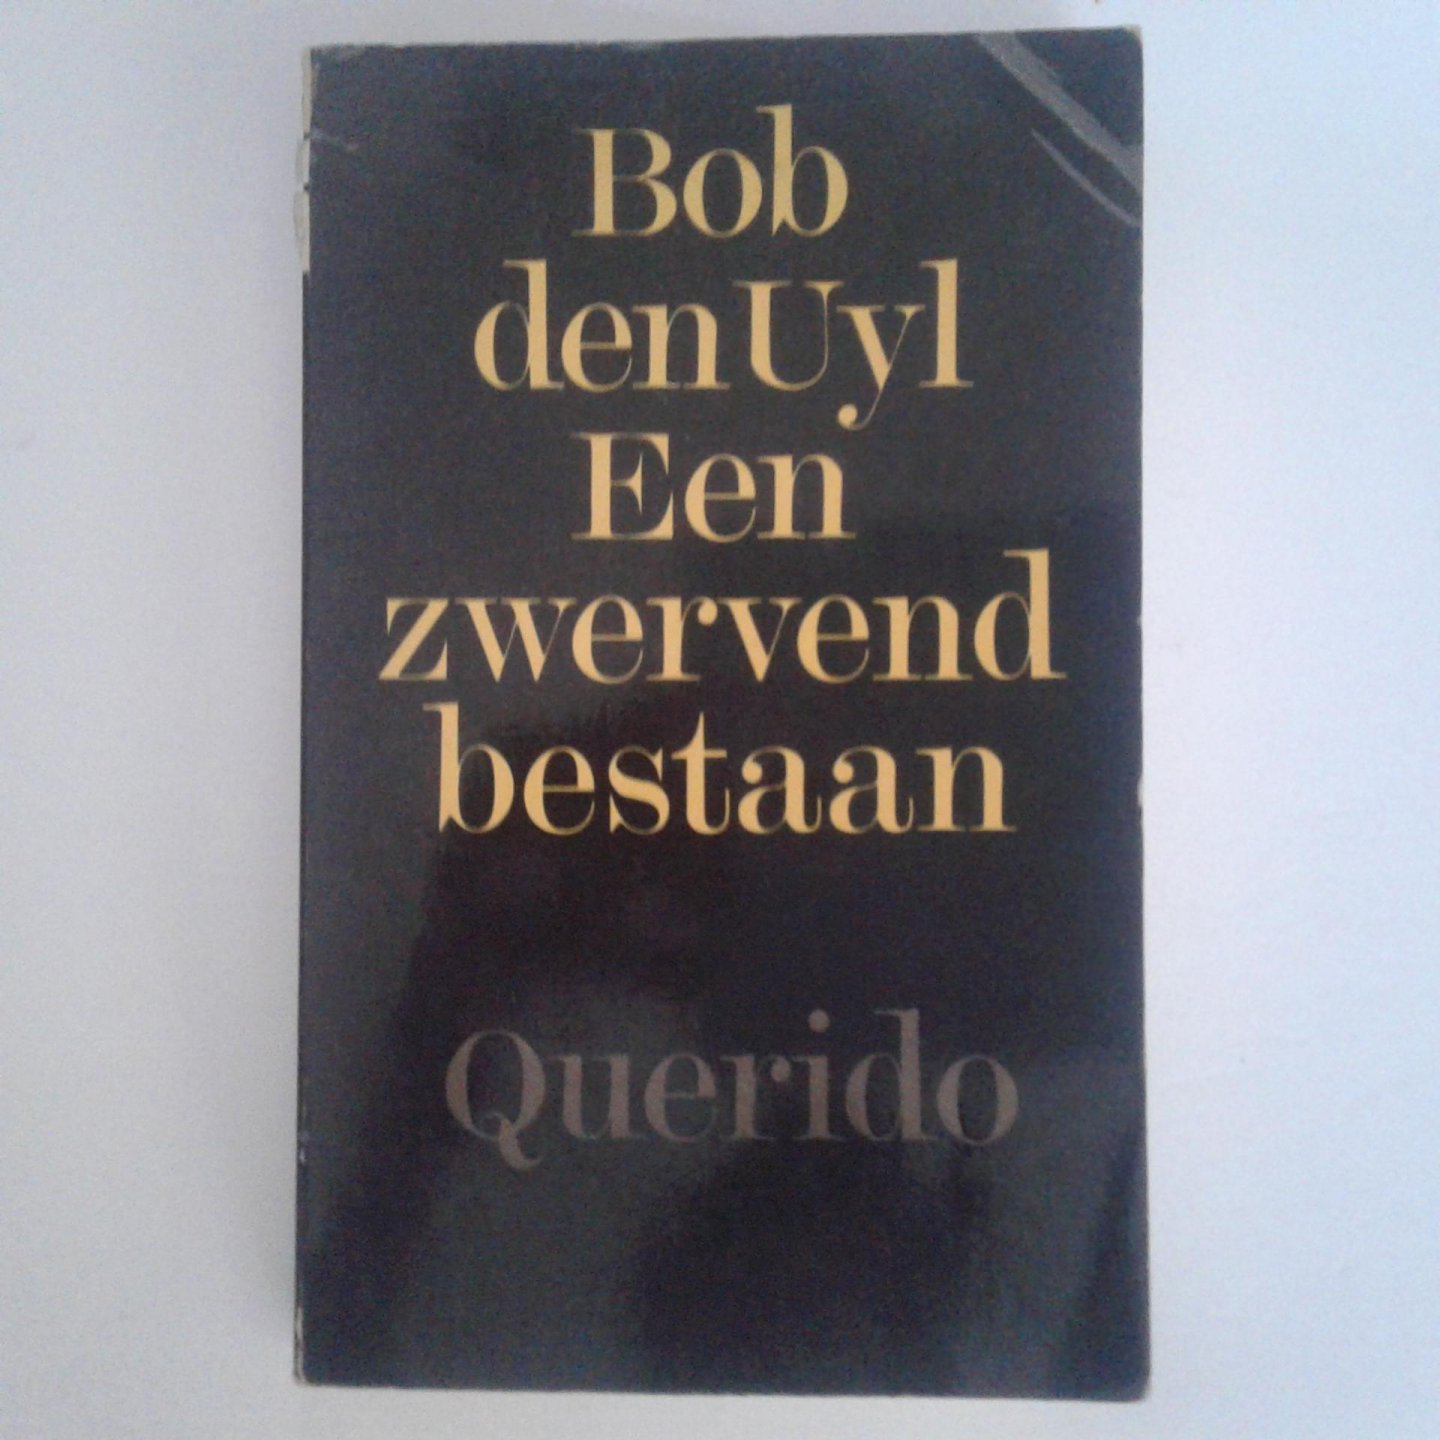 Bob
den Uyl
Een
zwervend
bestaan
Querido